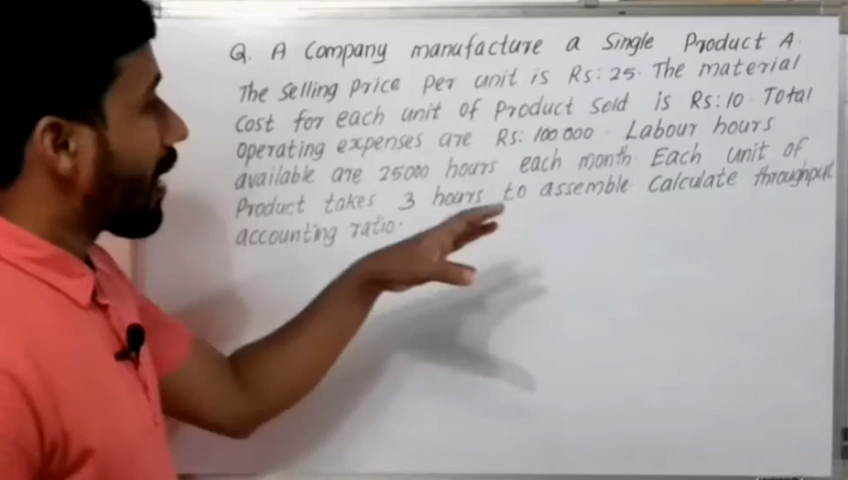 Q. A Company manufacture a Single Product A.
The Selling Price Per unit is Rs: 25. The material
Cost for each unit of Product Sold is Rs: 10 Total
Operating expenses are Rs: 100 000. Labour hours
available are 25000 hours each month. Each unit of
Product takes 3 hours to assemble. Calculate throughput
accounting ratio.